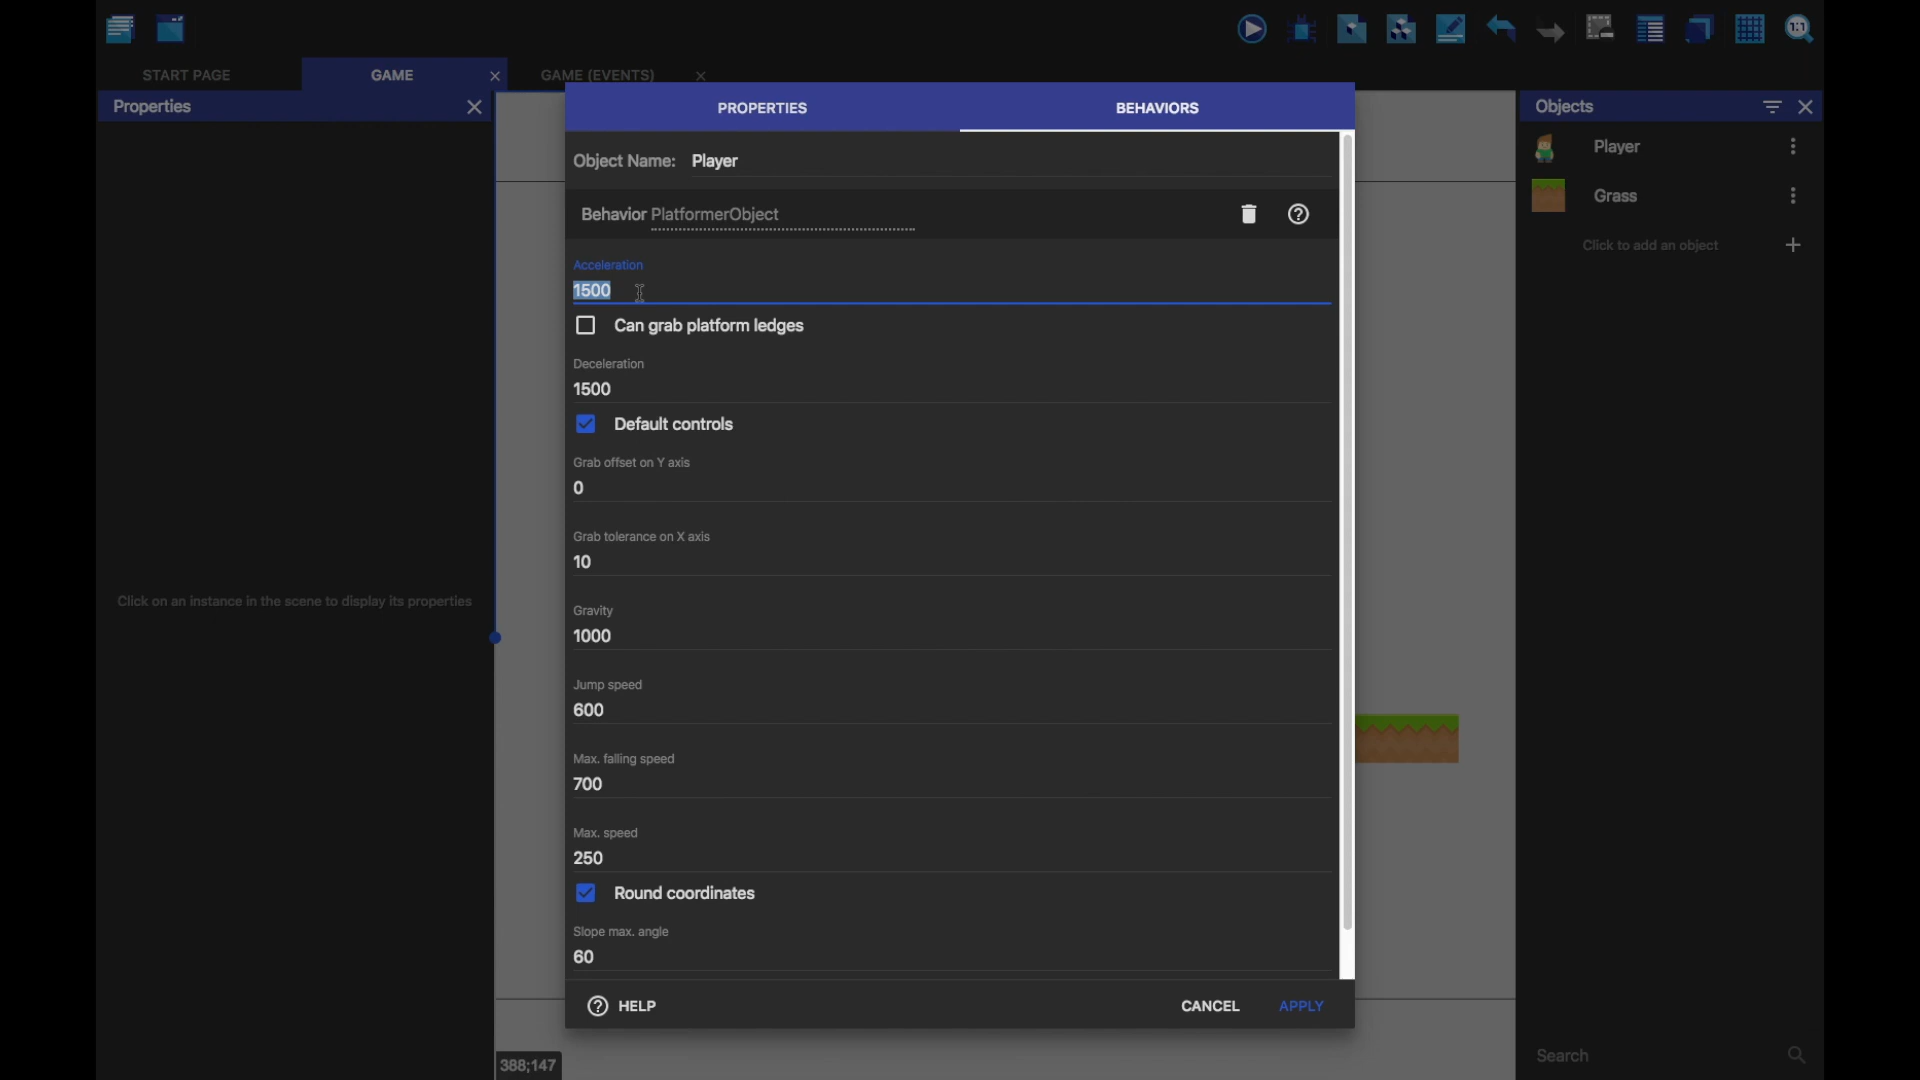 1:1
START PAGE
GAME
GAME (EVENTS)
Properties
PROPERTIES
BEHAVIORS
Objects
Object Name: Player
Player
Behavior PlatformerObject
Grass
Click to add an object
Acceleration
1500
Can grab platform ledges
Deceleration
1500
Default controls
Grab offset on Y axis
0
Grab tolerance on X axis
10
Click on an instance in the scene to display its properties
Gravity
1000
Jump speed
600
Max. falling speed
700
Max. speed
250
Round coordinates
Slope max. angle
60
HELP
CANCEL
APPLY
388;147
Search